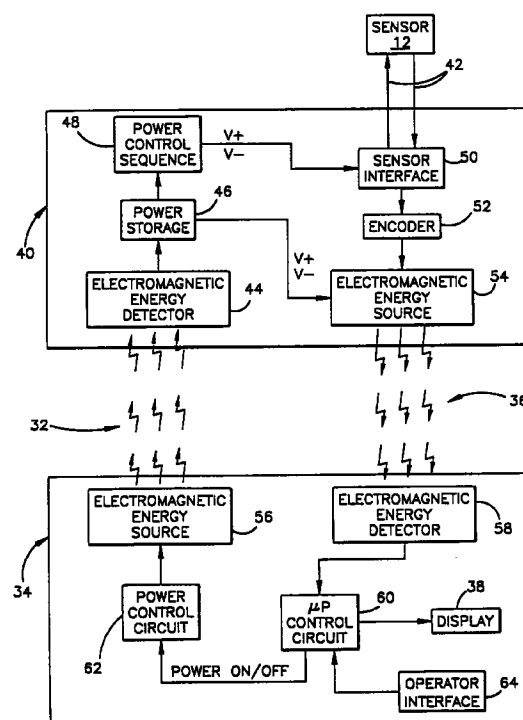 SENSOR
12
42
48
POWER
CONTROL
SEQUENCE
V+
V−
SENSOR
INTERFACE
50
46
POWER
STORAGE
ENCODER
52
40
V+
V−
ELECTROMAGNETIC
ENERGY
DETECTOR
44
ELECTROMAGNETIC
ENERGY
SOURCE
54
32
36
ELECTROMAGNETIC
ENERGY
SOURCE
56
ELECTROMAGNETIC
ENERGY
DETECTOR
58
34
POWER
CONTROL
CIRCUIT
62
μP
CONTROL
CIRCUIT
60
38
DISPLAY
POWER ON/OFF
OPERATOR
INTERFACE
64